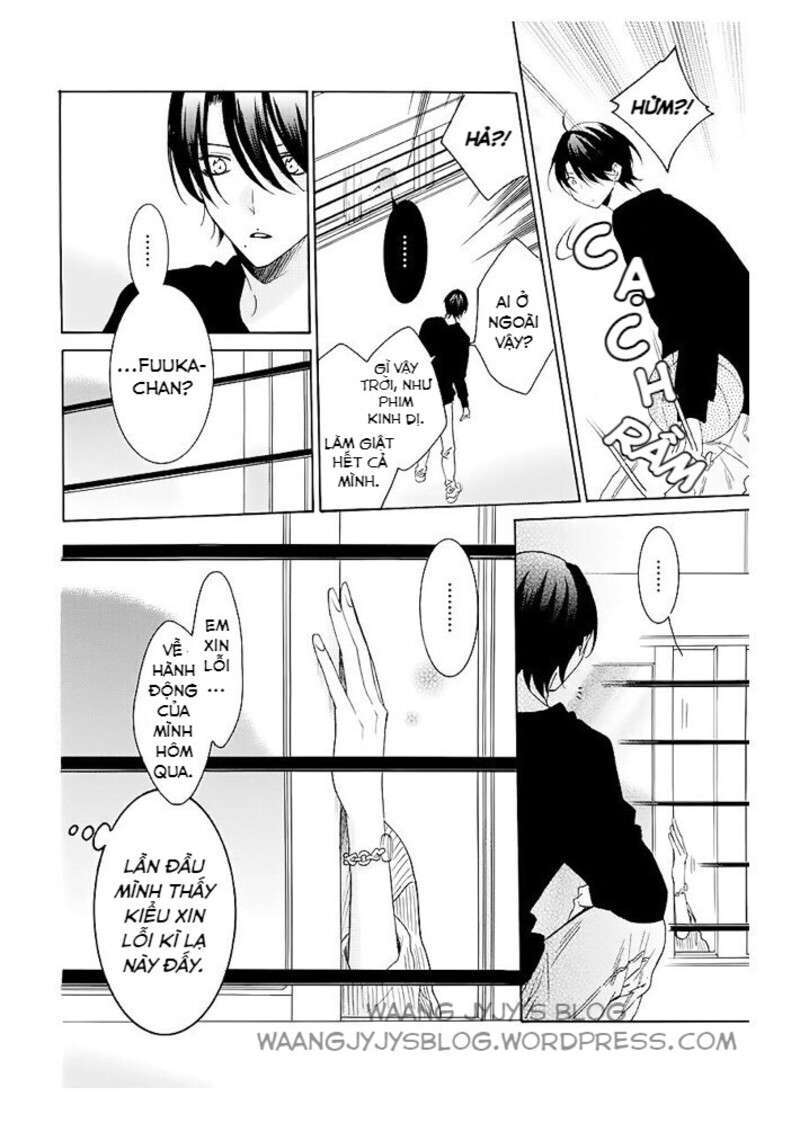 HỬM?!
CẠCH
RẦM
HẢ?!
......
AI Ở
NGOÀI
VẬY?
GÌ VẬY
TRỜI, NHƯ
PHIM
KINH DỊ.
LÀM GIẬT
HẾT CẢ
MÌNH.
......
...FUUKA-
CHAN?
......
......
EM
XIN
LỖI
...
VỀ
HÀNH
ĐỘNG
CỦA
MÌNH
HÔM
QUA.
LẦN ĐẦU
MÌNH THẤY
KIỂU XIN
LỖI KÌ LẠ
NÀY ĐẤY.
WAANG JYJY'S BLOG
WAANGJYJYSBLOG.WORDPRESS.COM